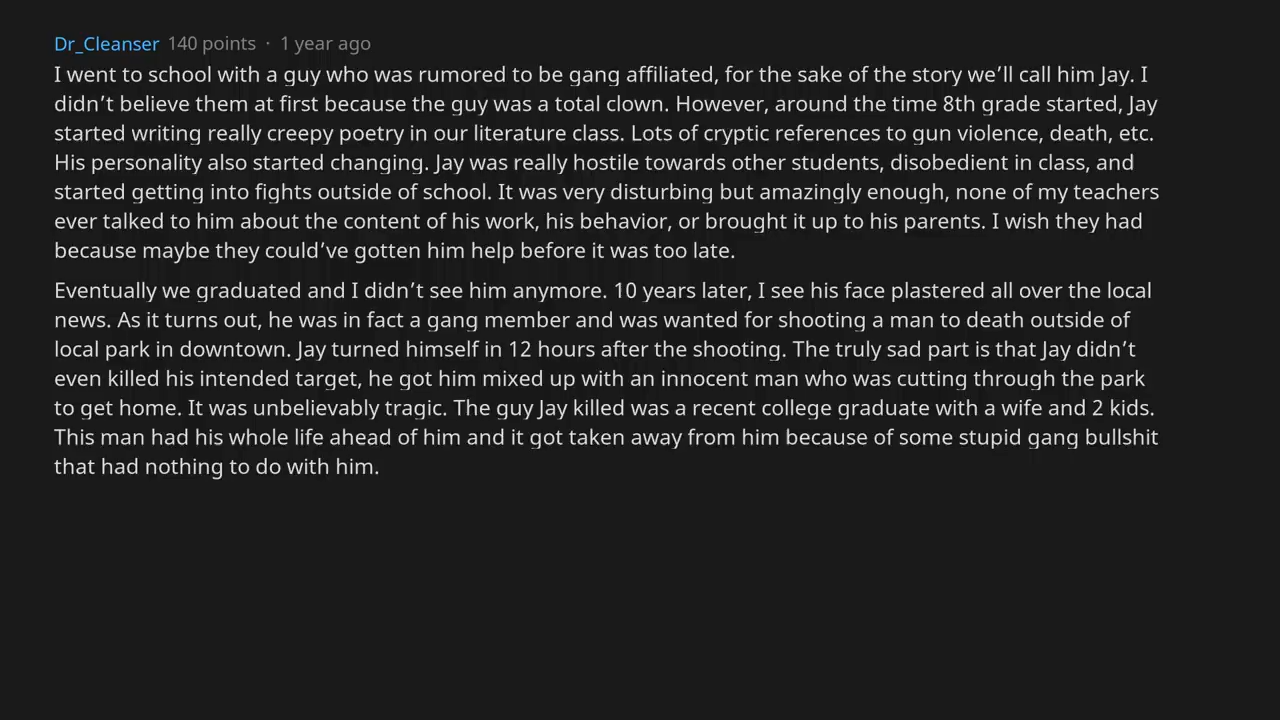 Dr_Cleanser 140 points · 1 year ago
I went to school with a guy who was rumored to be gang affiliated, for the sake of the story we’ll call him Jay. I
didn’t believe them at first because the guy was a total clown. However, around the time 8th grade started, Jay
started writing really creepy poetry in our literature class. Lots of cryptic references to gun violence, death, etc.
His personality also started changing. Jay was really hostile towards other students, disobedient in class, and
started getting into fights outside of school. It was very disturbing but amazingly enough, none of my teachers
ever talked to him about the content of his work, his behavior, or brought it up to his parents. I wish they had
because maybe they could’ve gotten him help before it was too late.
Eventually we graduated and I didn’t see him anymore. 10 years later, I see his face plastered all over the local
news. As it turns out, he was in fact a gang member and was wanted for shooting a man to death outside of
local park in downtown. Jay turned himself in 12 hours after the shooting. The truly sad part is that Jay didn’t
even killed his intended target, he got him mixed up with an innocent man who was cutting through the park
to get home. It was unbelievably tragic. The guy Jay killed was a recent college graduate with a wife and 2 kids.
This man had his whole life ahead of him and it got taken away from him because of some stupid gang bullshit
that had nothing to do with him.